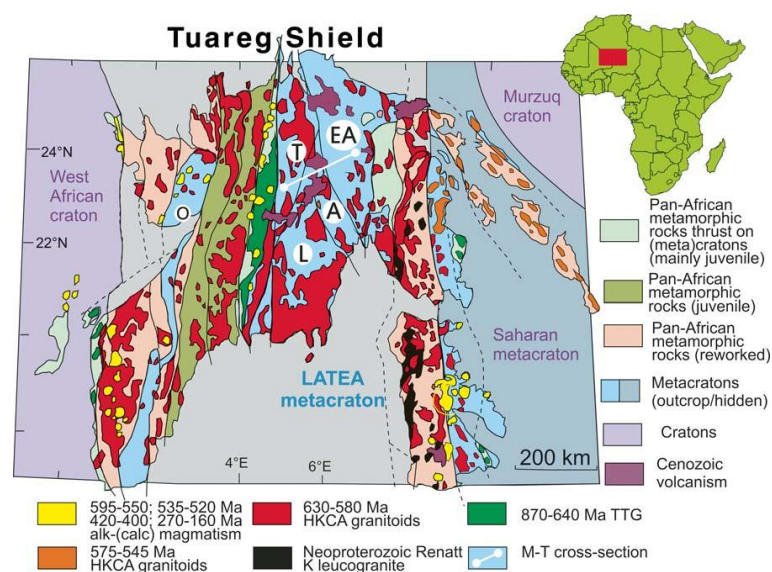 Tuareg Shield
Murzuq
craton
24°N
West
African
craton
22°N
T
EA
O
A
L
Saharan
metacraton
LATEA
metacraton
4°E
6°E
200 km
Pan-African
metamorphic
rocks thrust on
(meta)cratons
(mainly juvenile)
Pan-African
metamorphic
rocks (juvenile)
Pan-African
metamorphic
rocks (reworked)
Metacratons
(outcrop/hidden)
Cratons
Cenozoic
volcanism
595-550; 535-520 Ma
420-400; 270-160 Ma
alk-(calc) magmatism
630-580 Ma
HKCA granitoids
870-640 Ma TTG
575-545 Ma
HKCA granitoids
Neoproterozoic Renatt
K leucogranite
M-T cross-section